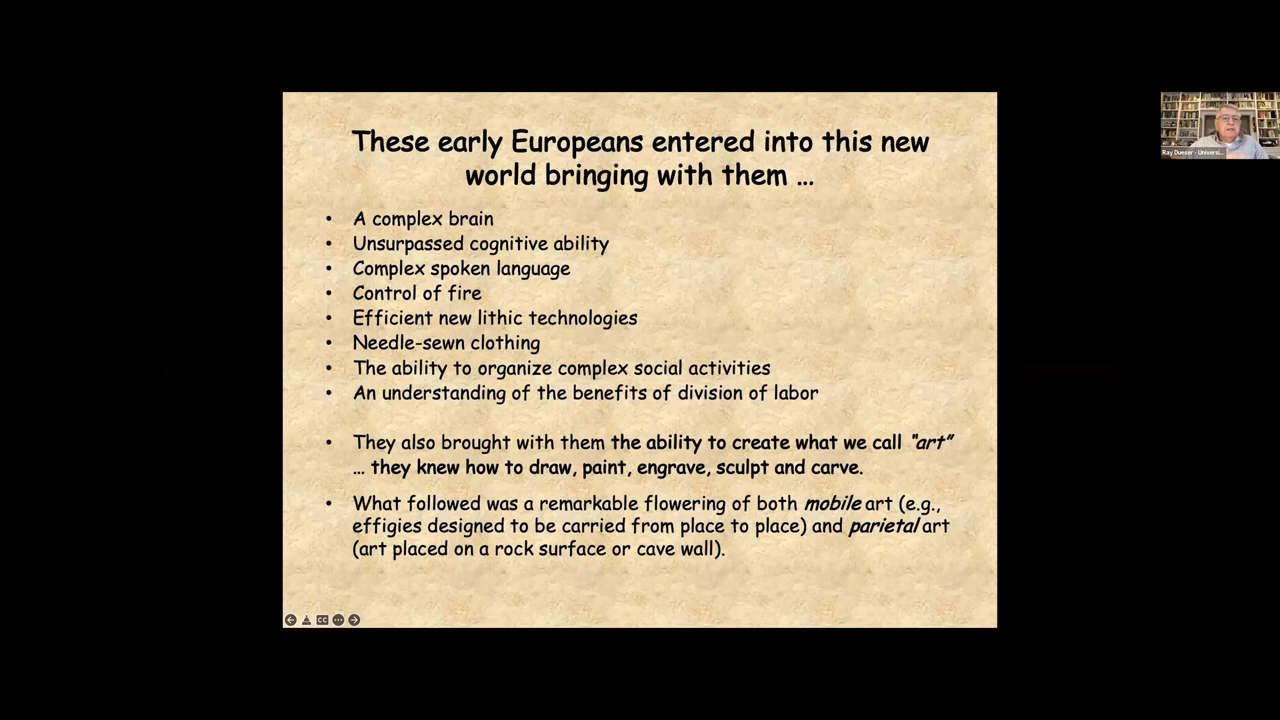 These early Europeans entered into this new
world bringing with them …
• A complex brain
• Unsurpassed cognitive ability
• Complex spoken language
• Control of fire
• Efficient new lithic technologies
• Needle-sewn clothing
• The ability to organize complex social activities
• An understanding of the benefits of division of labor
• They also brought with them the ability to create what we call “art”
… they knew how to draw, paint, engrave, sculpt and carve.
• What followed was a remarkable flowering of both mobile art (e.g.,
effigies designed to be carried from place to place) and parietal art
(art placed on a rock surface or cave wall).
Ray Dueser - Universi...
CC